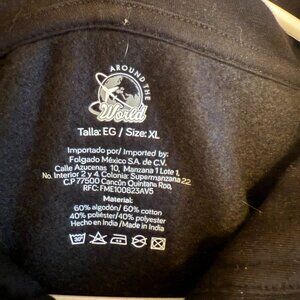 AROUND THE
World
Talla: EG / Size: XL
Importado por/ Imported by:
Folgado México S.A. de C.V.
Calle Azucenas 10, Manzana 1 Lote 1,
No. Interior 2 y 4. Colonia: Supermanzana 22
C.P 77500 Cancún Quintana Roo,
RFC: FME100823AV5
Material:
60% algodón/ 60% cotton
40% poliéster/40% polyester
Hecho en India /Made in India
30°